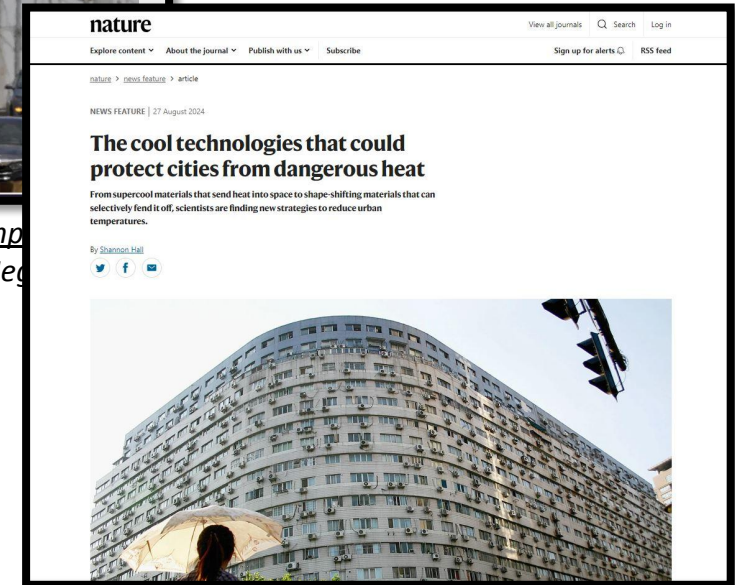 nature
View all journals Search Log in
Explore content About the journal Publish with us Subscribe Sign up for alerts RSS feed
nature > news feature > article
NEWS FEATURE | 27 August 2024
The cool technologies that could
protect cities from dangerous heat
From supercool materials that send heat into space to shape-shifting materials that can
selectively fend it off, scientists are finding new strategies to reduce urban
temperatures.
By Shannon Hall